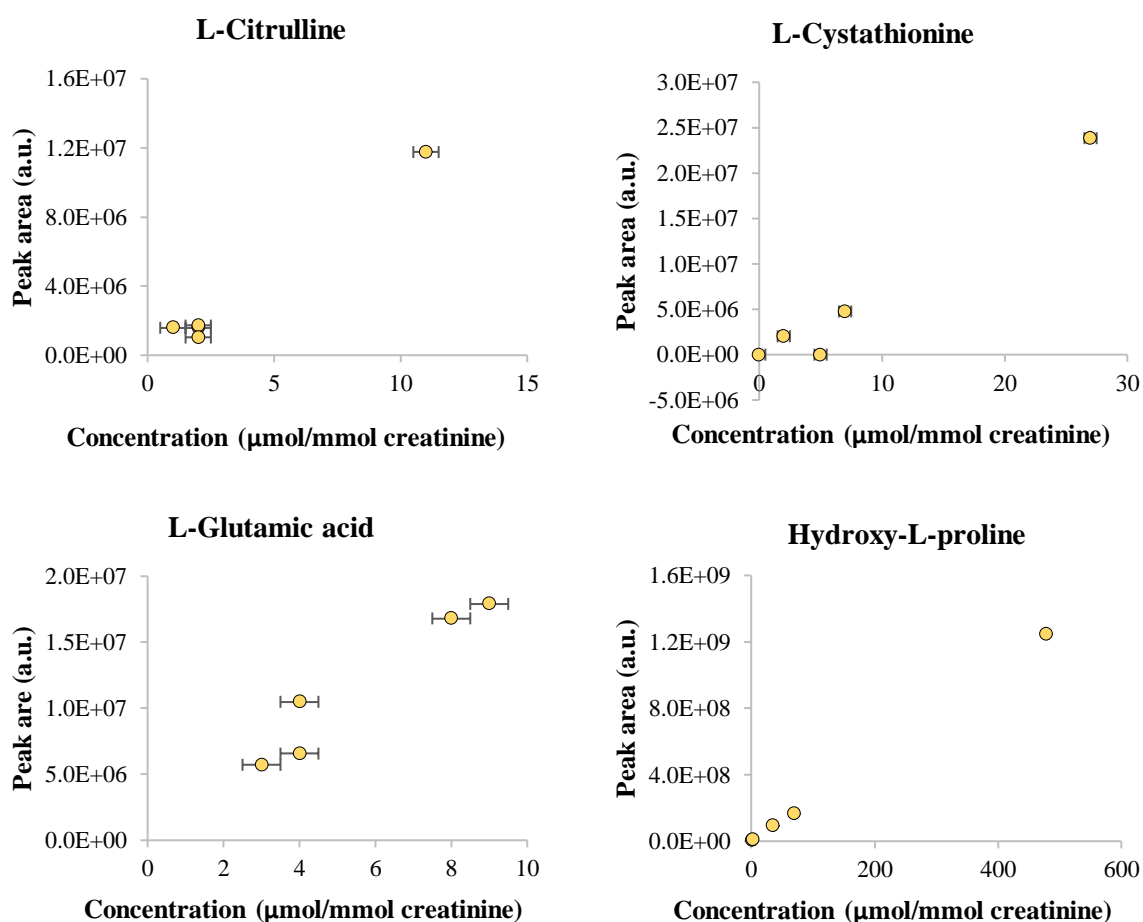 L-Citrulline
1.6E+07
1.2E+07
8.0E+06
4.0E+06
0.0E+00
Peak area (a.u.)
0 5 10 15
Concentration (μmol/mmol creatinine)
L-Cystathionine
3.0E+07
2.5E+07
2.0E+07
1.5E+07
1.0E+07
5.0E+06
0.0E+00
-5.0E+06
Peak area (a.u.)
0 10 20 30
Concentration (μmol/mmol creatinine)
L-Glutamic acid
2.0E+07
1.5E+07
1.0E+07
5.0E+06
0.0E+00
Peak are (a.u.)
0 2 4 6 8 10
Concentration (μmol/mmol creatinine)
Hydroxy-L-proline
1.6E+09
1.2E+09
8.0E+08
4.0E+08
0.0E+00
Peak area (a.u.)
0 200 400 600
Concentration (μmol/mmol creatinine)